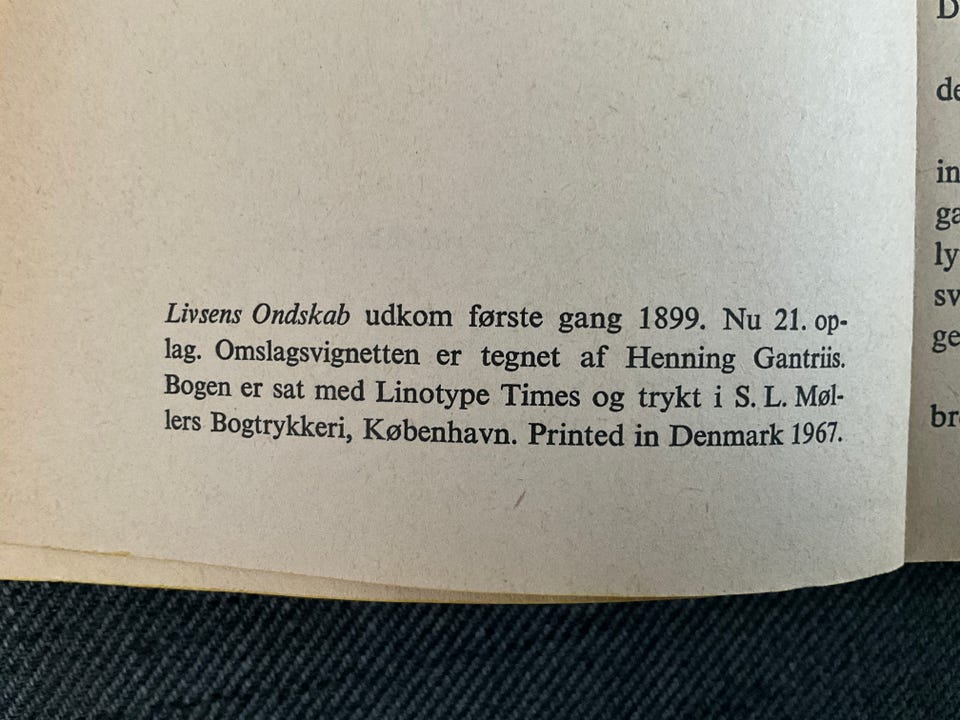 Livsens Ondskab udkom første gang 1899. Nu 21. op-
lag. Omslagsvignetten er tegnet af Henning Gantriis.
Bogen er sat med Linotype Times og trykt i S. L. Møl-
lers Bogtrykkeri, København. Printed in Denmark 1967.